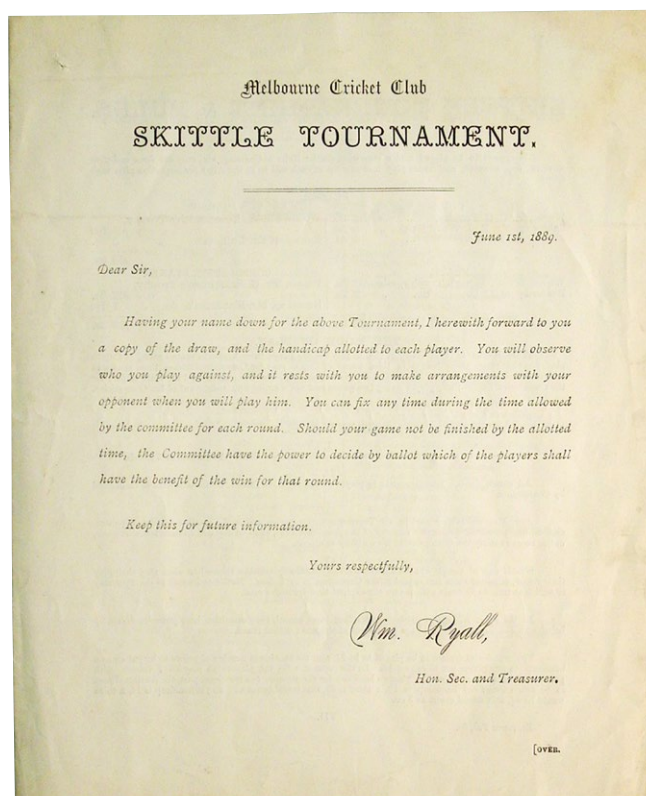 Melbourne Cricket Club
SKITTLE TOURNAMENT.
June 1st, 1889.
Dear Sir,
Having your name down for the above Tournament, I herewith forward to you
a copy of the draw, and the handicap allotted to each player. You will observe
who you play against, and it rests with you to make arrangements with your
opponent when you will play him. You can fix any time during the time allowed
by the committee for each round. Should your game not be finished by the allotted
time, the Committee have the power to decide by ballot which of the players shall
have the benefit of the win for that round.
Keep this for future information.
Yours respectfully,
Wm. Ryall,
Hon. Sec. and Treasurer.
[OVER.